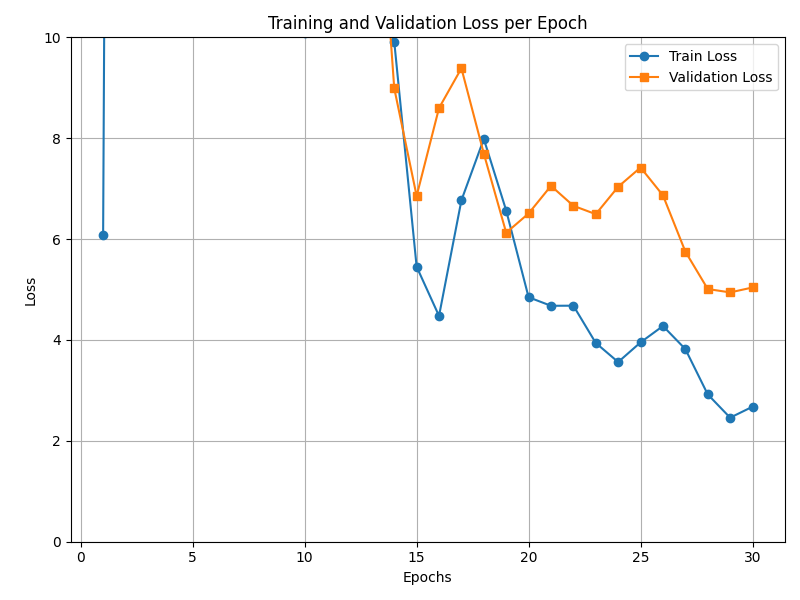 Training and Validation Loss per Epoch
Train Loss
Validation Loss
Loss
10
8
6
4
2
0
0 5 10 15 20 25 30
Epochs